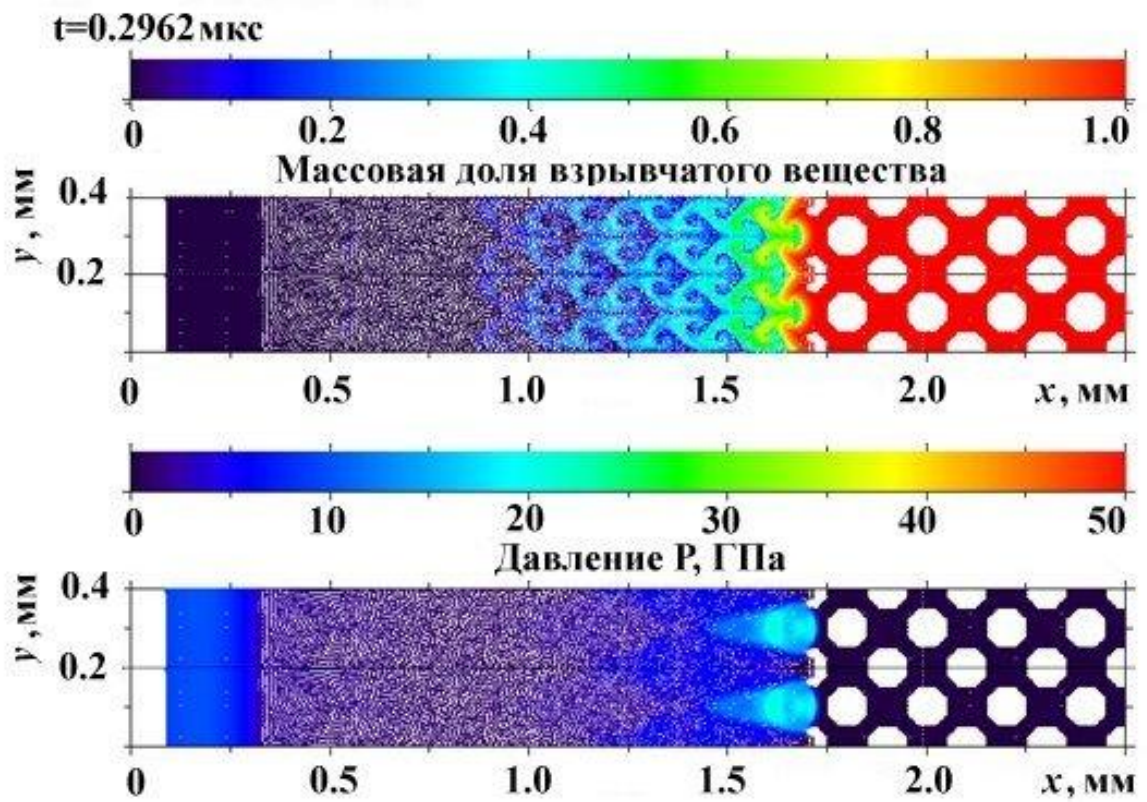 t=0.2962 мкс
0 0.2 0.4 0.6 0.8 1.0
Массовая доля взрывчатого вещества
y, мм
0.4
0.2
0 0.5 1.0 1.5 2.0 x, мм
0 10 20 30 40 50
Давление P, ГПа
y, мм
0.4
0.2
0 0.5 1.0 1.5 2.0 x, мм